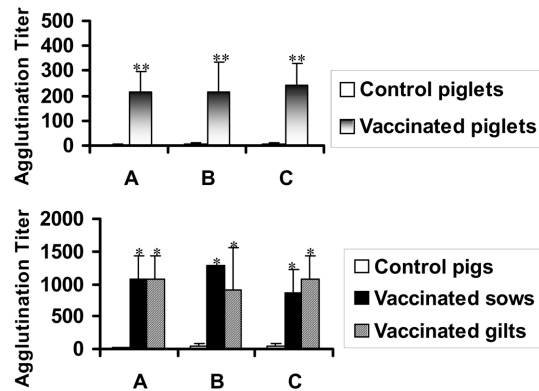 Agglutination Titer
500
400
300
200
100
0
**
**
**
A
B
C
Control piglets
Vaccinated piglets
Agglutination Titer
2000
1500
1000
500
0
* *
* *
* *
A
B
C
Control pigs
Vaccinated sows
Vaccinated gilts